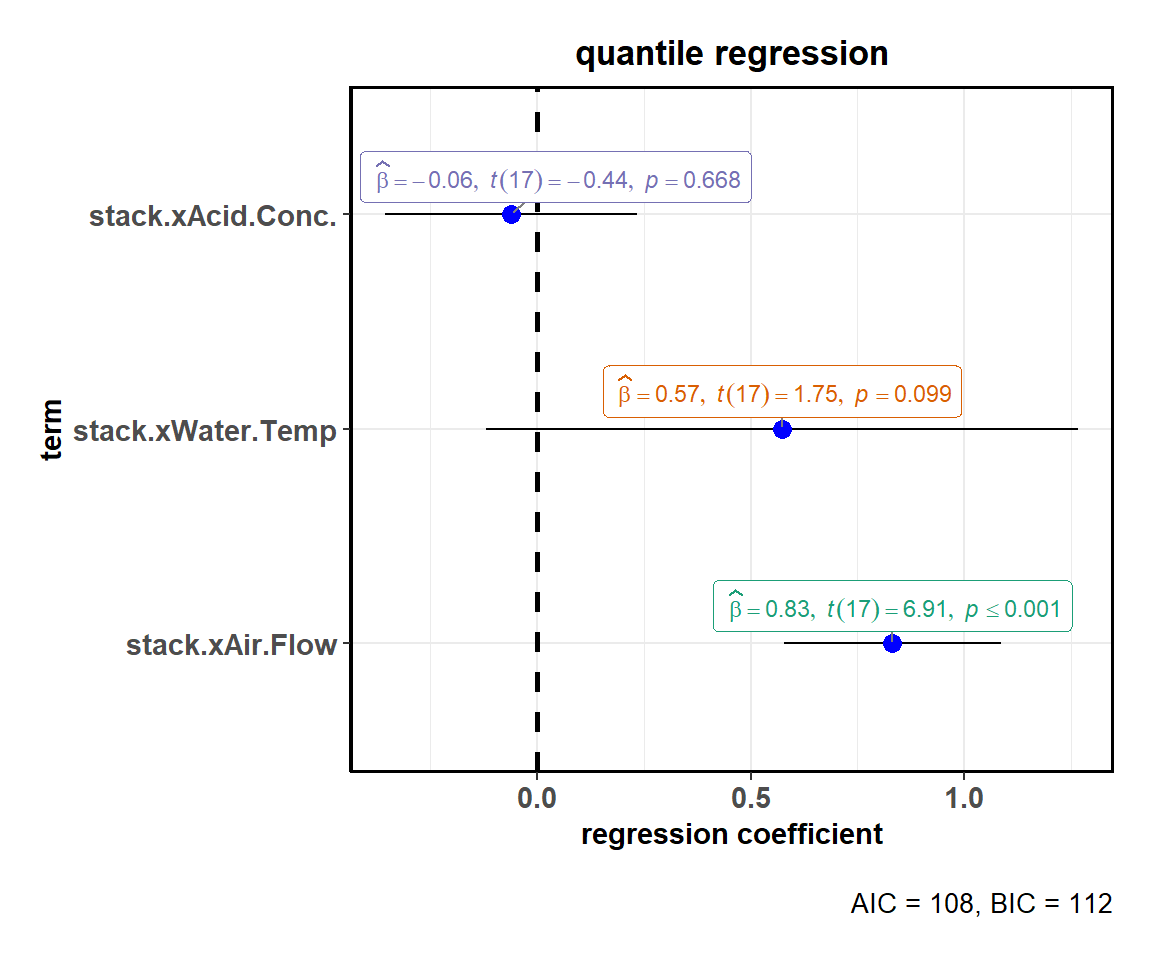 quantile regression
β̂ = −0.06, t(17) = −0.44, p = 0.668
stack.xAcid.Conc.
β̂ = 0.57, t(17) = 1.75, p = 0.099
term
stack.xWater.Temp
β̂ = 0.83, t(17) = 6.91, p ≤ 0.001
stack.xAir.Flow
0.0 0.5 1.0
regression coefficient
AIC = 108, BIC = 112